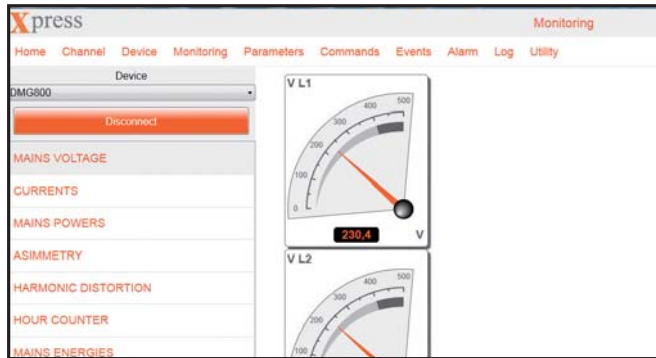 Xpress
Monitoring
Home Channel Device Monitoring Parameters Commands Events Alarm Log Utility
Device
DMG800
Disconnect
MAINS VOLTAGE
CURRENTS
MAINS POWERS
ASIMMETRY
HARMONIC DISTORTION
HOUR COUNTER
MAINS ENERGIES
V L1
0 100 200 300 400 500
230,4 V
V L2
100 200 300 400 500